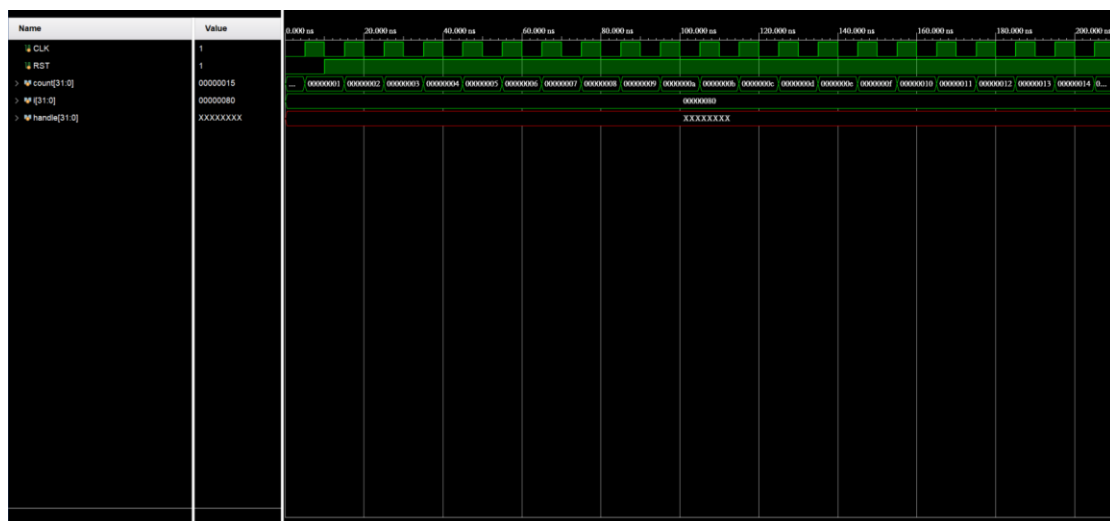 Name Value 0.000 ns 20.000 ns 40.000 ns 60.000 ns 80.000 ns 100.000 ns 120.000 ns 140.000 ns 160.000 ns 180.000 ns 200.000 n
CLK 1
RST 1
count[31:0] 00000015 ... 00000001 00000002 00000003 00000004 00000005 00000006 00000007 00000008 00000009 0000000a 0000000b 0000000c 0000000d 0000000e 0000000f 00000010 00000011 00000012 00000013 00000014 0...
i[31:0] 00000080 00000080
handle[31:0] XXXXXXXX XXXXXXXX